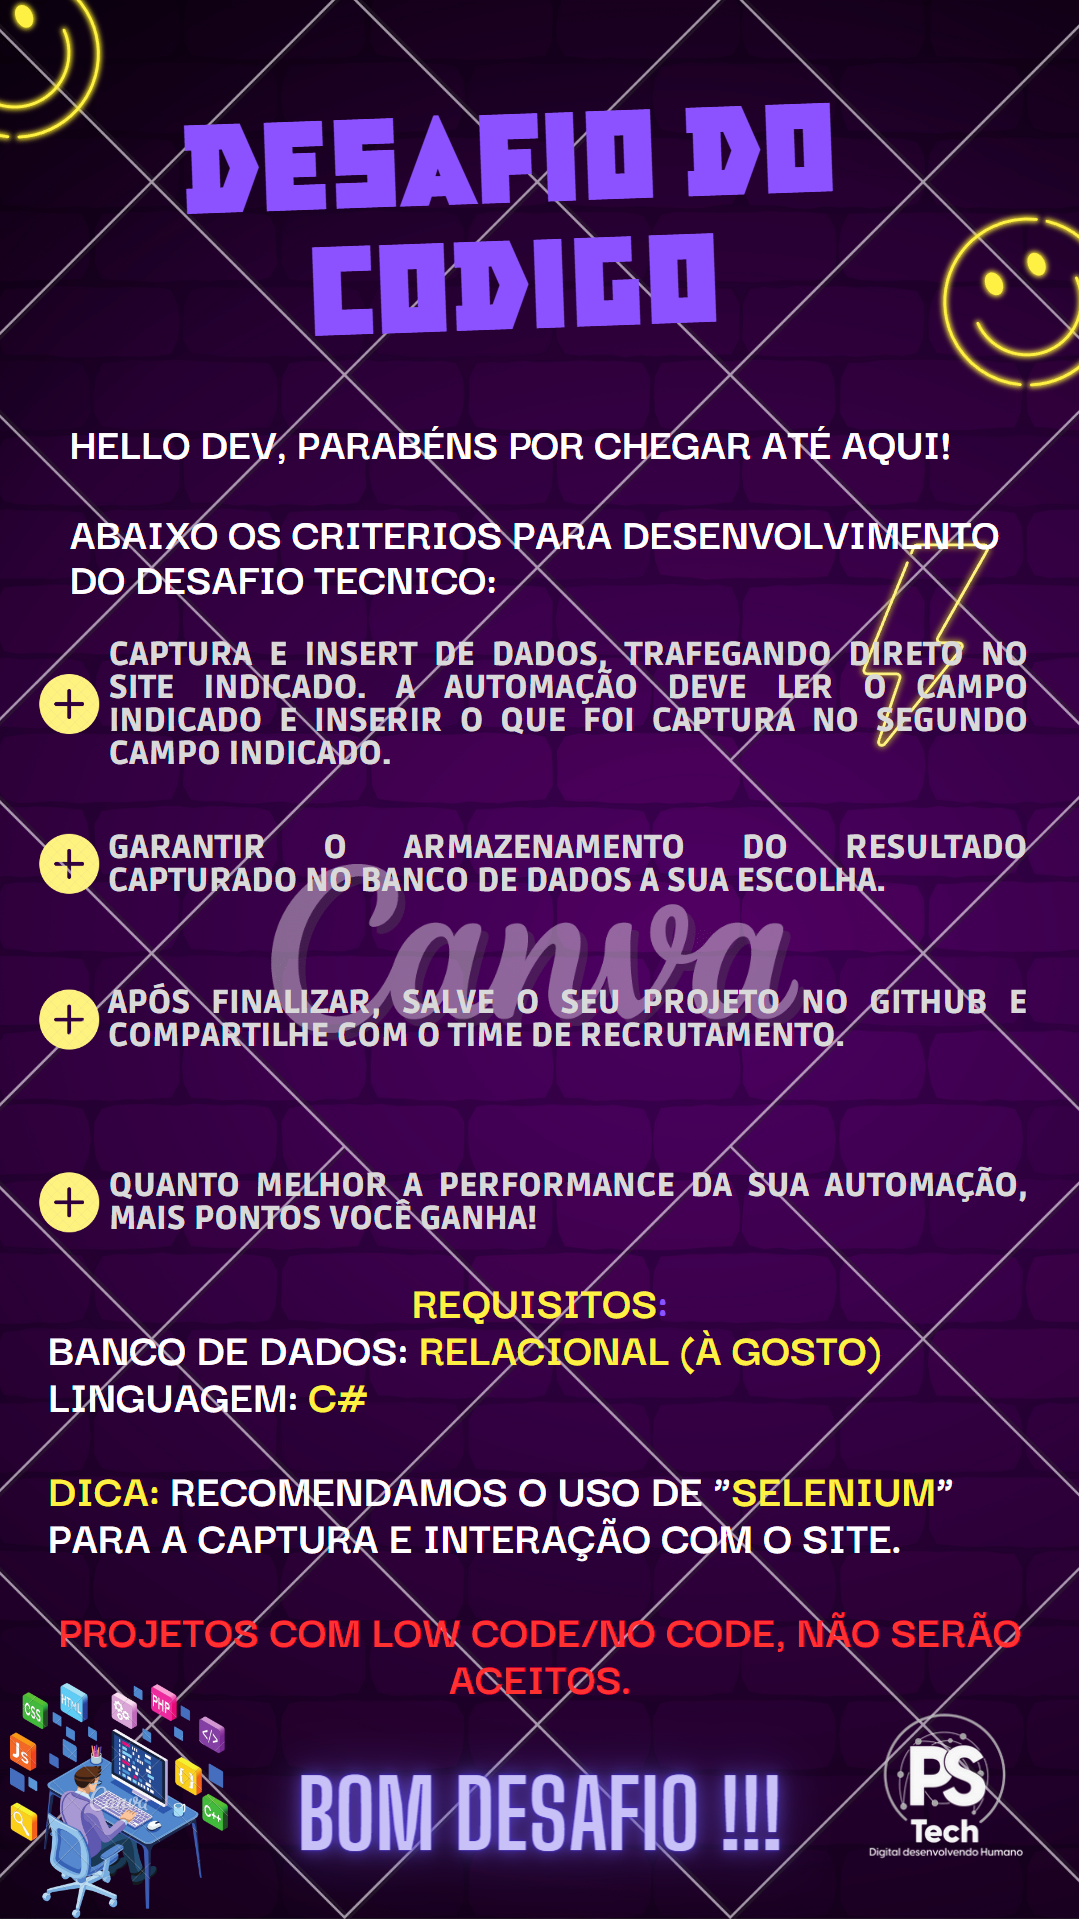 DESAFIO DO
CODIGO
HELLO DEV, PARABÉNS POR CHEGAR ATÉ AQUI!
ABAIXO OS CRITERIOS PARA DESENVOLVIMENTO
DO DESAFIO TECNICO:
CAPTURA E INSERT DE DADOS, TRAFEGANDO DIRETO NO
SITE INDICADO. A AUTOMAÇÃO DEVE LER O CAMPO
INDICADO E INSERIR O QUE FOI CAPTURA NO SEGUNDO
CAMPO INDICADO.
GARANTIR O ARMAZENAMENTO DO RESULTADO
CAPTURADO NO BANCO DE DADOS A SUA ESCOLHA.
Canva
APÓS FINALIZAR, SALVE O SEU PROJETO NO GITHUB E
COMPARTILHE COM O TIME DE RECRUTAMENTO.
QUANTO MELHOR A PERFORMANCE DA SUA AUTOMAÇÃO,
MAIS PONTOS VOCÊ GANHA!
REQUISITOS:
BANCO DE DADOS: RELACIONAL (À GOSTO)
LINGUAGEM: C#
DICA: RECOMENDAMOS O USO DE ”SELENIUM”
PARA A CAPTURA E INTERAÇÃO COM O SITE.
PROJETOS COM LOW CODE/NO CODE, NÃO SERÃO
ACEITOS.
CSS
HTML
PHP
</>
JS
{ }
C++
BOM DESAFIO !!!
PS
Tech
Digital desenvolvendo Humano